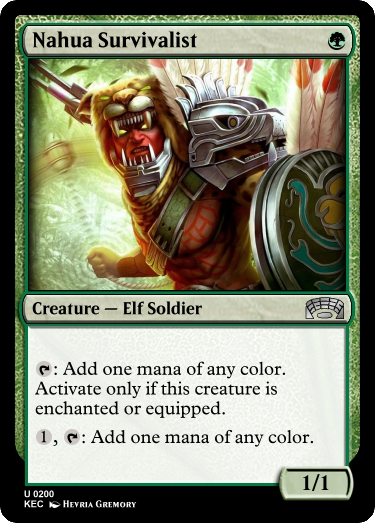 Nahua Survivalist
Creature — Elf Soldier
: Add one mana of any color.
Activate only if this creature is
enchanted or equipped.
1, : Add one mana of any color.
1/1
U 0200
KEC Hevria Gremory